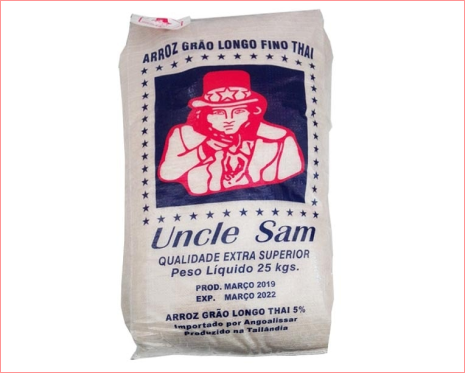 ARROZ GRÃO LONGO FINO THAI
Uncle Sam
QUALIDADE EXTRA SUPERIOR
Peso Líquido 25 kgs.
PROD. MARÇO 2019
EXP. MARÇO 2022
ARROZ GRÃO LONGO THAI 5%
Importado por Angoalissar
Produzido na Tailândia